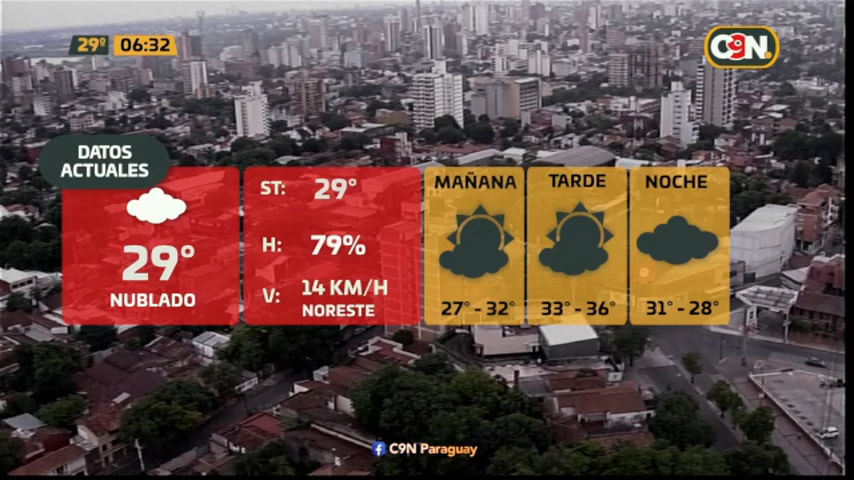 29º
06:32
C9N.
DATOS
ACTUALES
29°
NUBLADO
ST: 29°
H: 79%
V: 14 KM/H
NORESTE
MAÑANA
27° - 32°
TARDE
33° - 36°
NOCHE
31° - 28°
C9N Paraguay